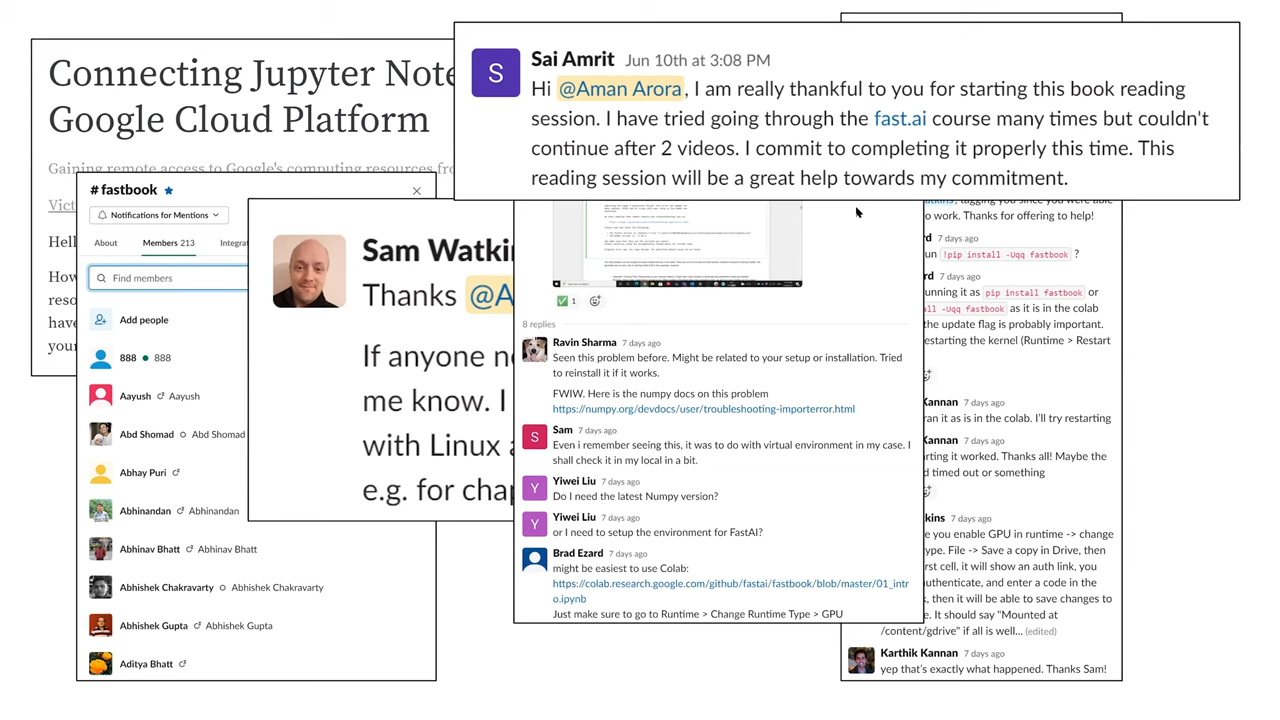 Connecting Jupyter Note
Google Cloud Platform
Gaining remote access to Google's computing resources fro
Vict
Hell
How
reso
have
your
# fastbook
Notifications for Mentions
About Members 213 Integra
Find members
Add people
888 888
Aayush Aayush
Abd Shomad Abd Shomad
Abhay Puri
Abhinandan Abhinandan
Abhinav Bhatt Abhinav Bhatt
Abhishek Chakravarty Abhishek Chakravarty
Abhishek Gupta Abhishek Gupta
Aditya Bhatt
Sam Watkin
Thanks @A
If anyone ne
me know. I
with Linux a
e.g. for chap
S
Sai Amrit Jun 10th at 3:08 PM
Hi @Aman Arora, I am really thankful to you for starting this book reading
session. I have tried going through the fast.ai course many times but couldn't
continue after 2 videos. I commit to completing it properly this time. This
reading session will be a great help towards my commitment.
1
8 replies
Ravin Sharma 7 days ago
Seen this problem before. Might be related to your setup or installation. Tried
to reinstall it if it works.
FWIW. Here is the numpy docs on this problem
https://numpy.org/devdocs/user/troubleshooting-importerror.html
S
Sam 7 days ago
Even i remember seeing this, it was to do with virtual environment in my case. I
shall check it in my local in a bit.
Y
Yiwei Liu 7 days ago
Do I need the latest Numpy version?
Y
Yiwei Liu 7 days ago
or I need to setup the environment for FastAI?
Brad Ezard 7 days ago
might be easiest to use Colab:
https://colab.research.google.com/github/fastai/fastbook/blob/master/01_intr
o.ipynb
Just make sure to go to Runtime > Change Runtime Type > GPU
atkins, tagging you since you were able
o work. Thanks for offering to help!
rd 7 days ago
un !pip install -Uqq fastbook ?
rd 7 days ago
unning it as pip install fastbook or
all -Uqq fastbook as it is in the colab
the update flag is probably important.
estarting the kernel (Runtime > Restart
Kannan 7 days ago
ran it as is in the colab. I'll try restarting
Kannan 7 days ago
arting it worked. Thanks all! Maybe the
d timed out or something
kins 7 days ago
e you enable GPU in runtime -> change
ype. File -> Save a copy in Drive, then
rst cell, it will show an auth link, you
uthenticate, and enter a code in the
k, then it will be able to save changes to
e. It should say "Mounted at
/content/gdrive" if all is well... (edited)
Karthik Kannan 7 days ago
yep that's exactly what happened. Thanks Sam!